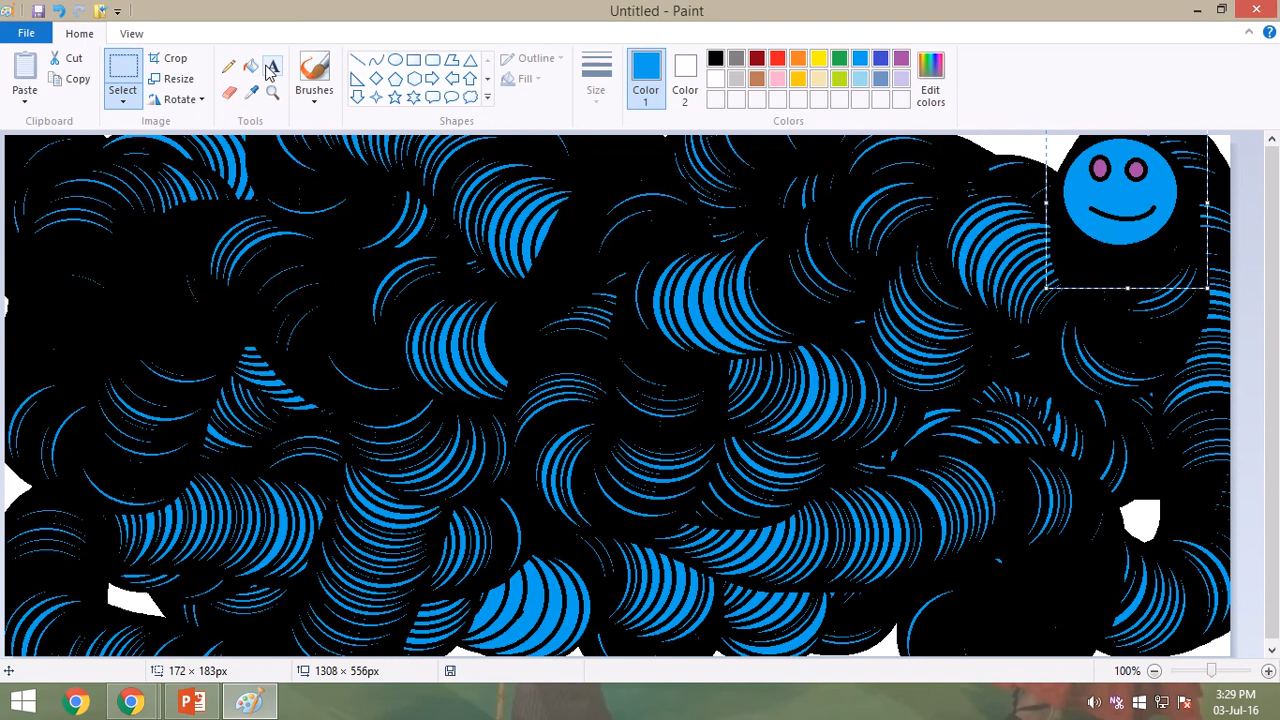 Untitled - Paint
File
Home
View
Paste
Cut
Copy
Clipboard
Select
Crop
Resize
Rotate
Image
A
Tools
Brushes
Outline
Fill
Shapes
Size
Color
1
Color
2
Edit
colors
Colors
172 × 183px
1308 × 556px
100%
3:29 PM
03-Jul-16